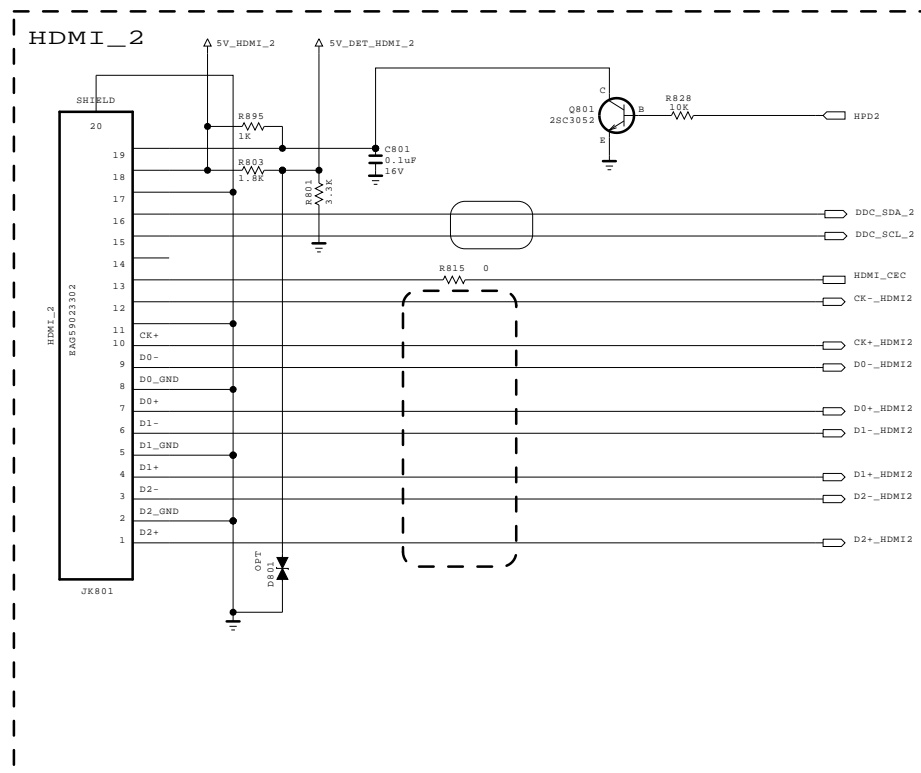 HDMI_2
5V_HDMI_2
5V_DET_HDMI_2
SHIELD
20
R895
1K
C
Q801
2SC3052
B
E
R828
10K
HPD2
19
C801
0.1uF
16V
18
R803
1.8K
R801
3.3K
17
16
DDC_SDA_2
15
DDC_SCL_2
14
R815 0
13
HDMI_CEC
12
CK-_HDMI2
11
CK+
10
CK+_HDMI2
D0-
9
D0-_HDMI2
D0_GND
8
D0+
7
D0+_HDMI2
D1-
6
D1-_HDMI2
D1_GND
5
D1+
4
D1+_HDMI2
D2-
3
D2-_HDMI2
D2_GND
2
D2+
1
D2+_HDMI2
HDMI_2
EAG59023302
OPT
D801
JK801